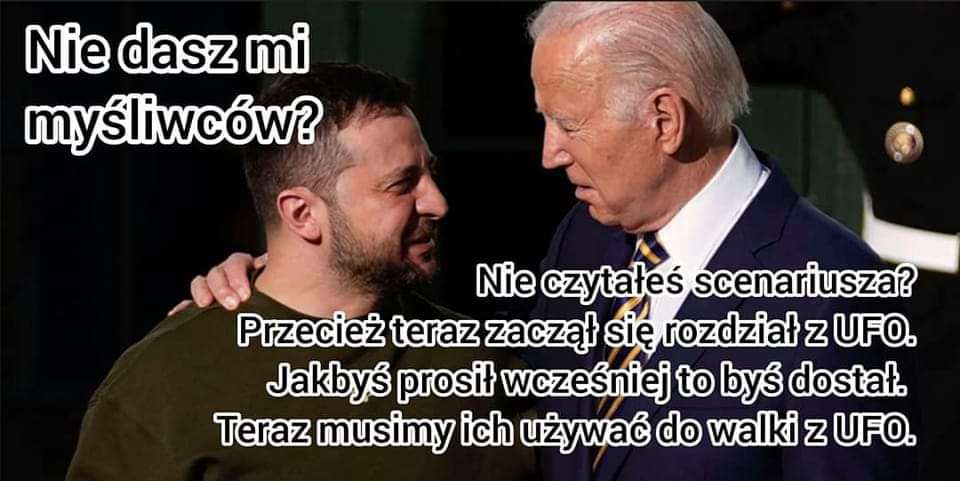 Nie dasz mi
myśliwców?
Nie czytałeś scenariusza?
Przecież teraz zaczął się rozdział z UFO.
Jakbyś prosił wcześniej to byś dostał.
Teraz musimy ich używać do walki z UFO.